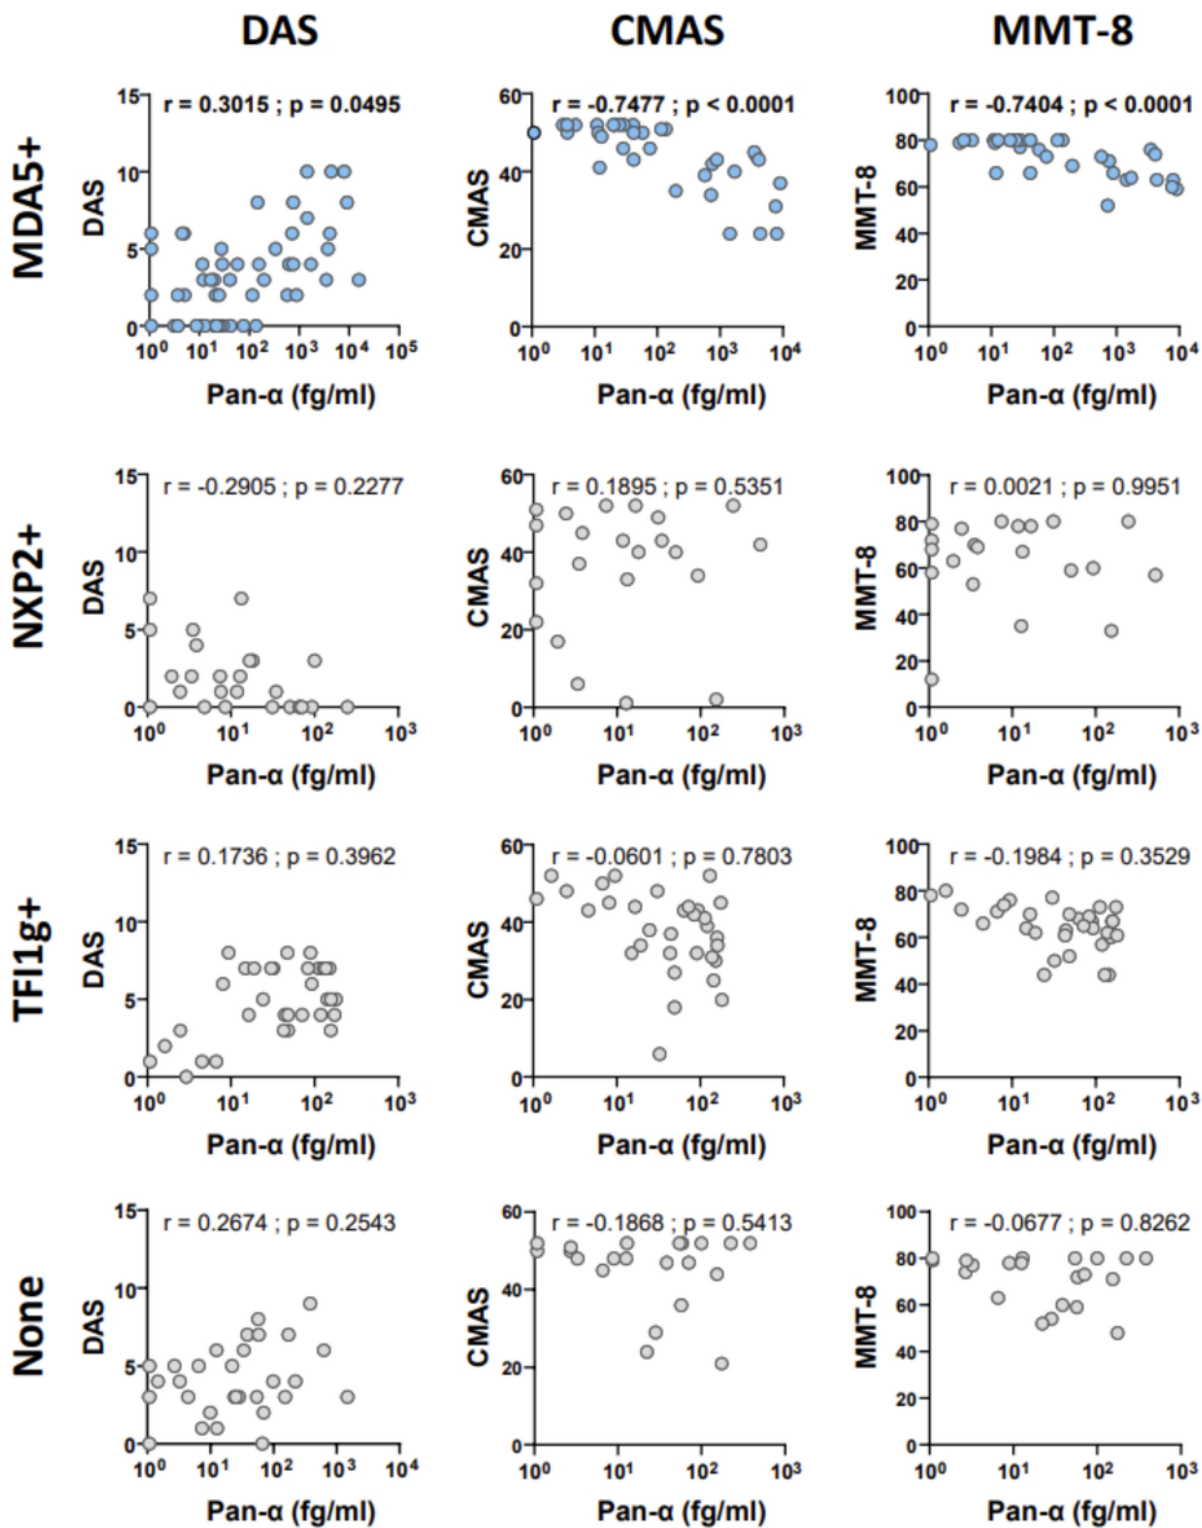 DAS CMAS MMT-8
MDA5+
r = 0.3015 ; p = 0.0495
DAS
15
10
5
0
10⁰ 10¹ 10² 10³ 10⁴ 10⁵
Pan-α (fg/ml)
r = -0.7477 ; p < 0.0001
CMAS
60
40
20
0
10⁰ 10¹ 10² 10³ 10⁴
Pan-α (fg/ml)
r = -0.7404 ; p < 0.0001
MMT-8
100
80
60
40
20
0
10⁰ 10¹ 10² 10³ 10⁴
Pan-α (fg/ml)
NXP2+
r = -0.2905 ; p = 0.2277
DAS
15
10
5
0
10⁰ 10¹ 10² 10³
Pan-α (fg/ml)
r = 0.1895 ; p = 0.5351
CMAS
60
40
20
0
10⁰ 10¹ 10² 10³
Pan-α (fg/ml)
r = 0.0021 ; p = 0.9951
MMT-8
100
80
60
40
20
0
10⁰ 10¹ 10² 10³
Pan-α (fg/ml)
TFI1g+
r = 0.1736 ; p = 0.3962
DAS
15
10
5
0
10⁰ 10¹ 10² 10³
Pan-α (fg/ml)
r = -0.0601 ; p = 0.7803
CMAS
60
40
20
0
10⁰ 10¹ 10² 10³
Pan-α (fg/ml)
r = -0.1984 ; p = 0.3529
MMT-8
100
80
60
40
20
0
10⁰ 10¹ 10² 10³
Pan-α (fg/ml)
None
r = 0.2674 ; p = 0.2543
DAS
15
10
5
0
10⁰ 10¹ 10² 10³ 10⁴
Pan-α (fg/ml)
r = -0.1868 ; p = 0.5413
CMAS
60
40
20
0
10⁰ 10¹ 10² 10³
Pan-α (fg/ml)
r = -0.0677 ; p = 0.8262
MMT-8
100
80
60
40
20
0
10⁰ 10¹ 10² 10³
Pan-α (fg/ml)